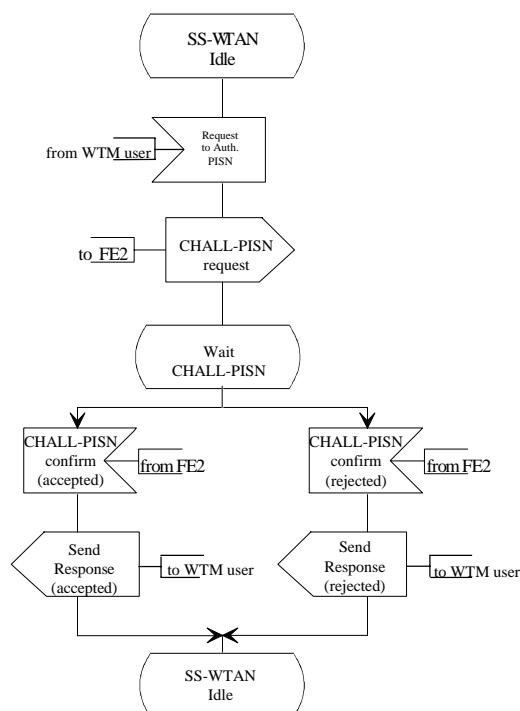 SS-WTAN
Idle
Request
to Auth.
PISN
from WTM user
CHALL-PISN
request
to FE2
Wait
CHALL-PISN
CHALL-PISN
confirm
(accepted)
from FE2
CHALL-PISN
confirm
(rejected)
from FE2
Send
Response
(accepted)
to WTM user
Send
Response
(rejected)
to WTM user
SS-WTAN
Idle